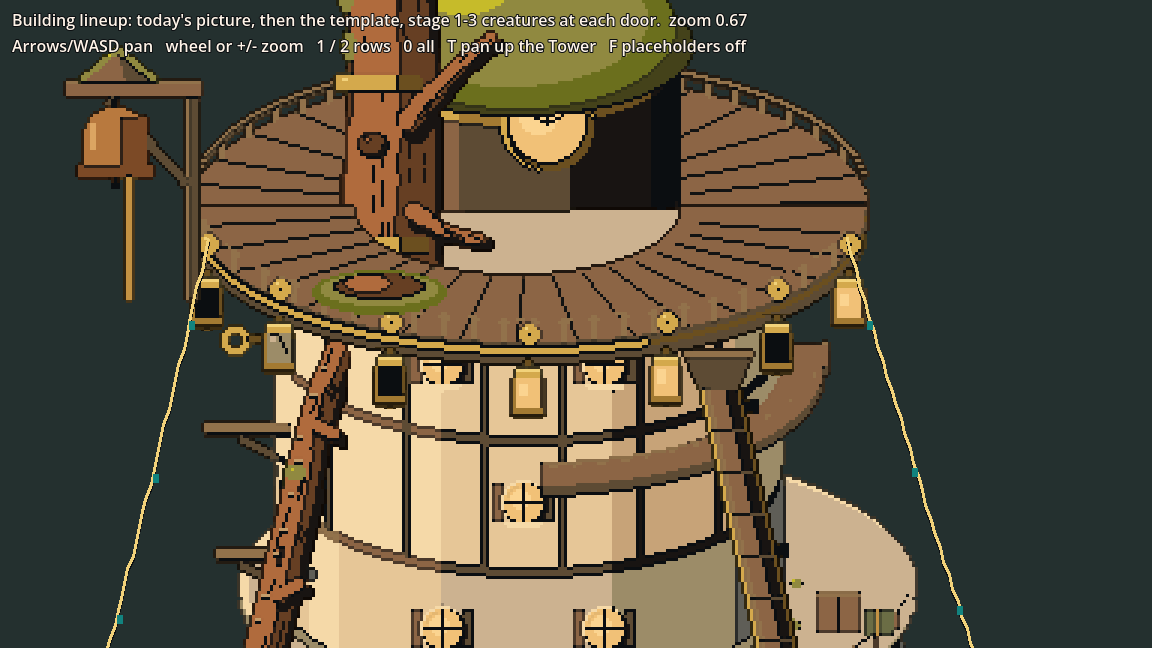 Building lineup: today's picture, then the template, stage 1-3 creatures at each door.  zoom 0.67
Arrows/WASD pan   wheel or +/- zoom   1 / 2 rows   0 all   T pan up the Tower   F placeholders off